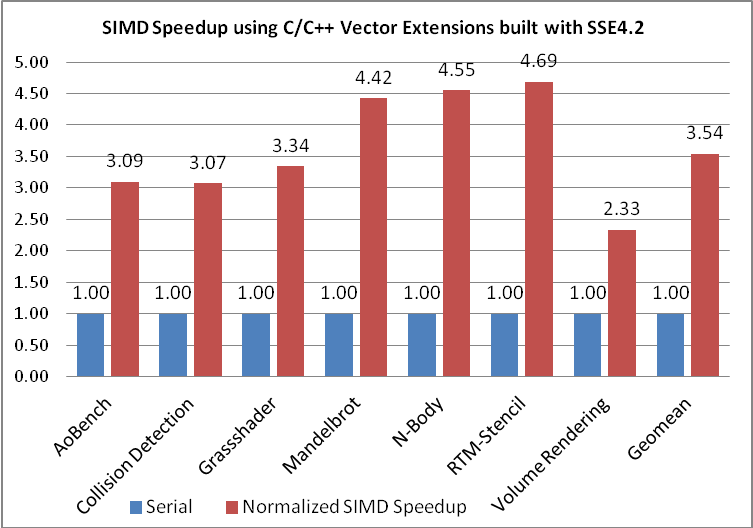 SIMD Speedup using C/C++ Vector Extensions built with SSE4.2
5.00
4.50
4.00
3.50
3.00
2.50
2.00
1.50
1.00
0.50
0.00
1.00
3.09
1.00
3.07
1.00
3.34
1.00
4.42
1.00
4.55
1.00
4.69
1.00
2.33
1.00
3.54
AoBench
Collision Detection
Grassshader
Mandelbrot
N-Body
RTM-Stencil
Volume Rendering
Geomean
Serial
Normalized SIMD Speedup